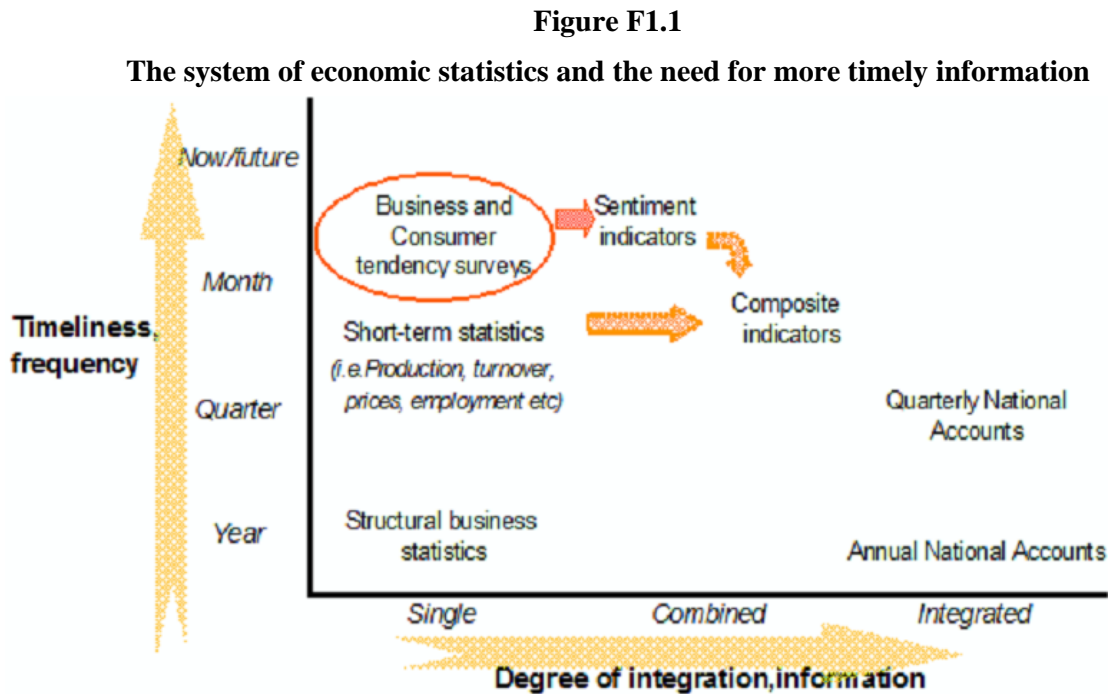 Figure F1.1
The system of economic statistics and the need for more timely information
Now/future
Business and
Consumer
tendency surveys
Sentiment
indicators
Month
Composite
indicators
Timeliness,
frequency
Short-term statistics
(i.e.Production, turnover,
prices, employment etc)
Quarter
Quarterly National
Accounts
Year
Structural business
statistics
Annual National Accounts
Single
Combined
Integrated
Degree of integration,information